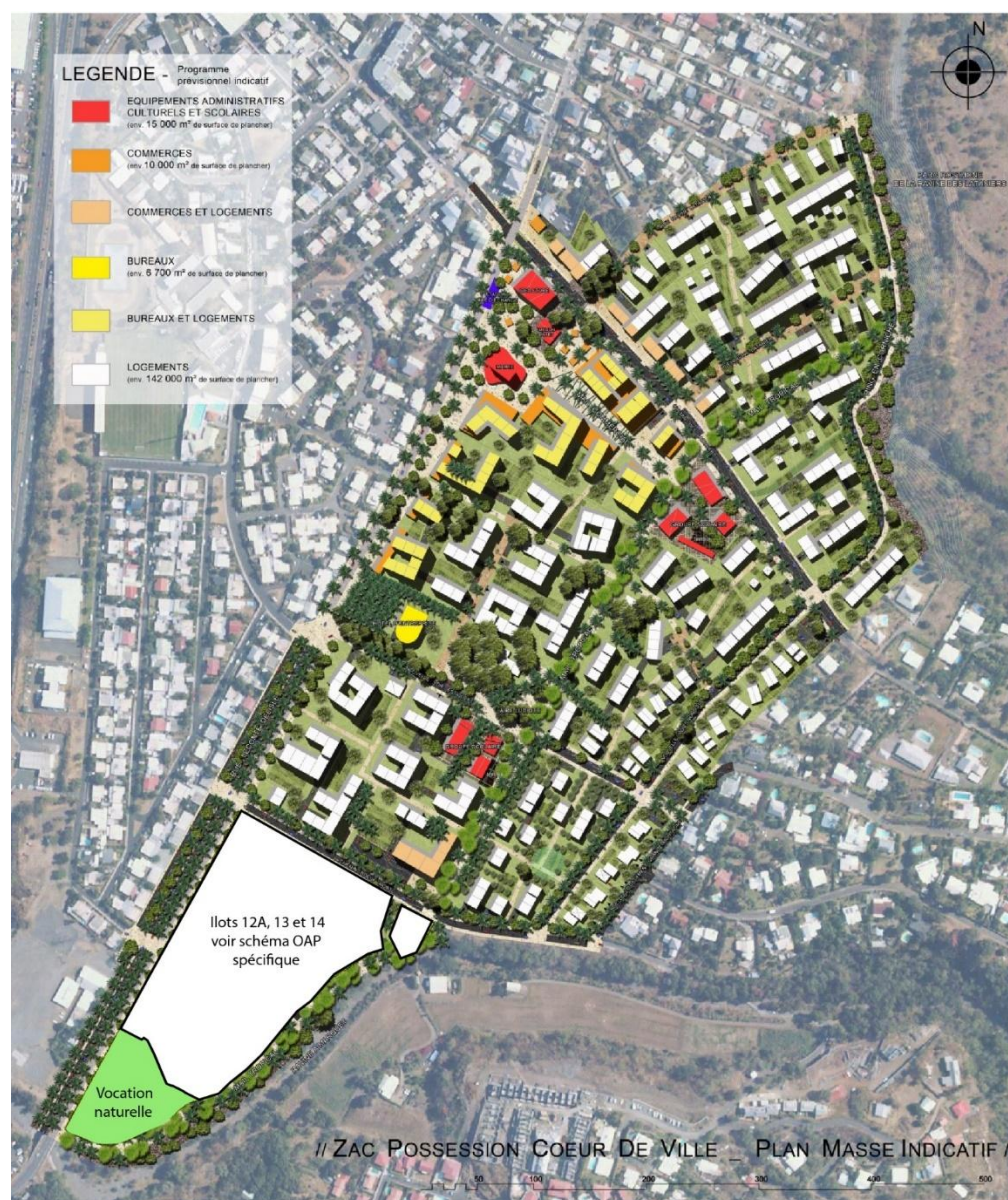 N
LEGENDE - Programme
prévisionnel indicatif
EQUIPEMENTS ADMINISTRATIFS
CULTURELS ET SCOLAIRES
(env. 15 000 m² de surface de plancher)
COMMERCES
(env. 10 000 m² de surface de plancher)
COMMERCES ET LOGEMENTS
BUREAUX
(env. 6 700 m² de surface de plancher)
BUREAUX ET LOGEMENTS
LOGEMENTS
(env. 142 000 m² de surface de plancher)
MAIRIE
GROUPE SCOLAIRE
Ilots 12A, 13 et 14
voir schéma OAP
spécifique
Vocation
naturelle
// ZAC POSSESSION COEUR DE VILLE _ PLAN MASSE INDICATIF /
50 100 200 300 400 500